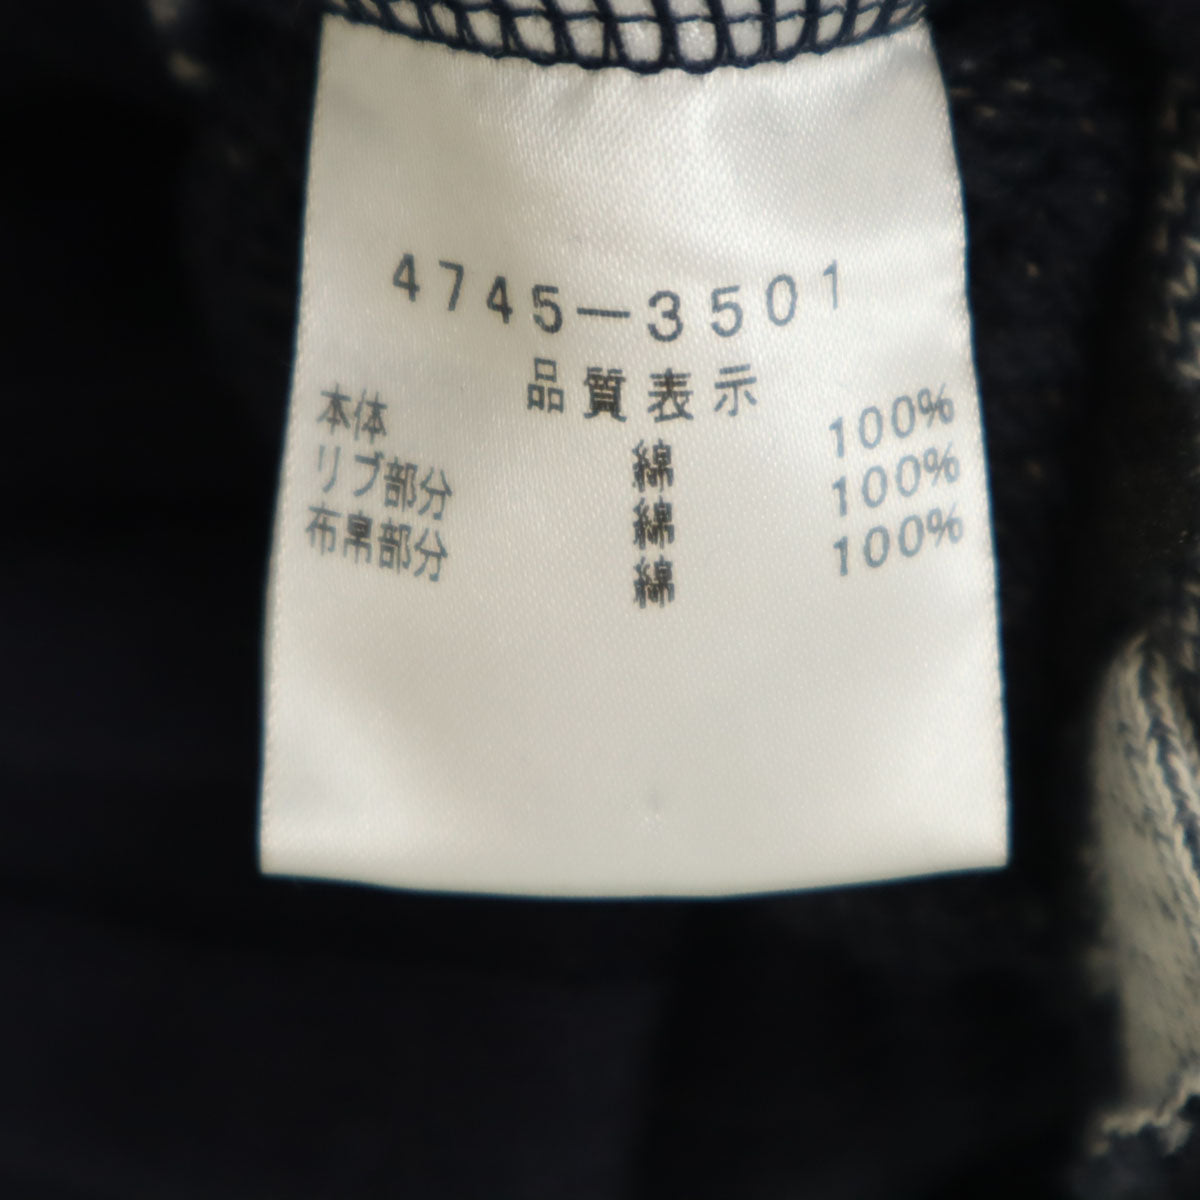 4745-3501
品質表示
本体 綿 100%
リブ部分 綿 100%
布帛部分 綿 100%